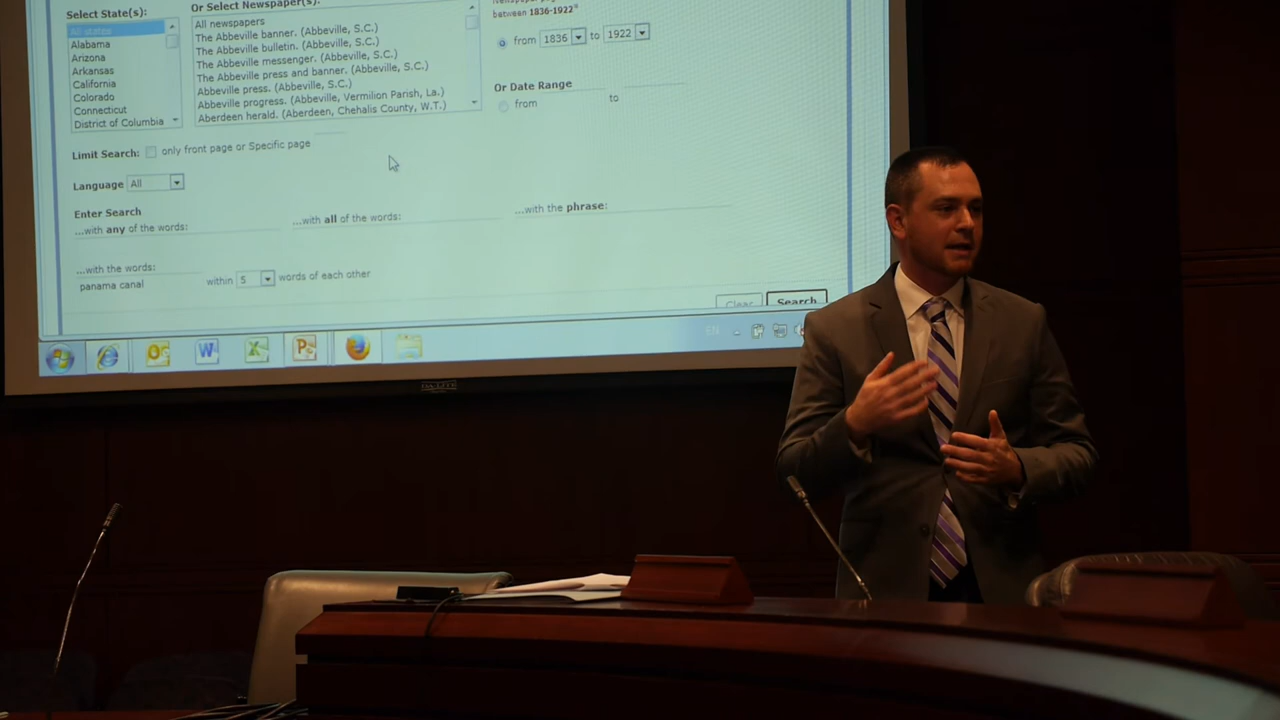 Select State(s):
All states
Alabama
Arizona
Arkansas
California
Colorado
Connecticut
District of Columbia
Or Select Newspaper(s):
All newspapers
The Abbeville banner. (Abbeville, S.C.)
The Abbeville bulletin. (Abbeville, S.C.)
The Abbeville messenger. (Abbeville, S.C.)
The Abbeville press and banner. (Abbeville, S.C.)
Abbeville press. (Abbeville, S.C.)
Abbeville progress. (Abbeville, Vermilion Parish, La.)
Aberdeen herald. (Aberdeen, Chehalis County, W.T.)
between 1836-1922"
from 1836 to 1922
Or Date Range
from to
Limit Search: only front page or Specific page
Language All
Enter Search
...with any of the words:
...with all of the words:
...with the phrase:
...with the words:
panama canal
within 5 words of each other
Clear Search
EN
DA-LITE